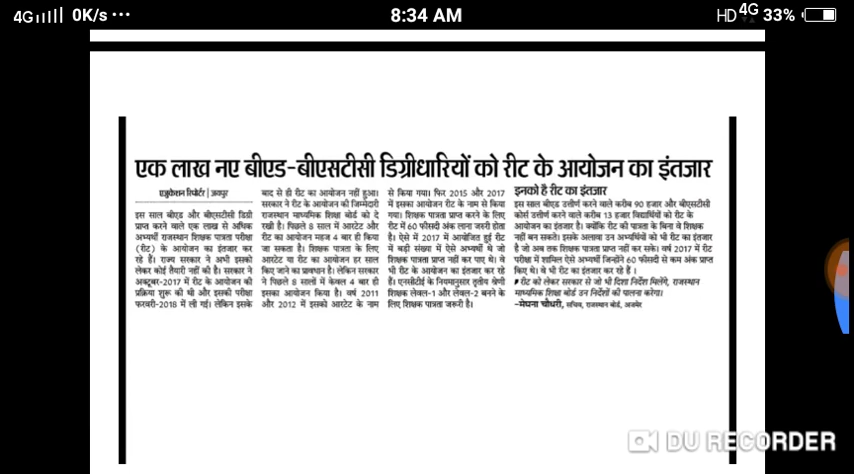 4G 0K/s ...
8:34 AM
HD 4G 33%
एक लाख नए बीएड-बीएसटीसी डिग्रीधारियों को रीट के आयोजन का इंतजार
एजुकेशन रिपोर्टर | जयपुर
इस साल बीएड और बीएसटीसी डिग्री
प्राप्त करने वाले एक लाख से अधिक
अभ्यर्थी राजस्थान शिक्षक पात्रता परीक्षा
(रीट) के आयोजन का इंतजार कर
रहे हैं। राज्य सरकार ने अभी इसको
लेकर कोई तैयारी नहीं की है। सरकार ने
अक्टूबर-2017 में रीट के आयोजन की
प्रक्रिया शुरू की थी और इसकी परीक्षा
फरवरी-2018 में ली गई। लेकिन इसके
बाद से ही रीट का आयोजन नहीं हुआ।
सरकार ने रीट के आयोजन की जिम्मेदारी
राजस्थान माध्यमिक शिक्षा बोर्ड को दे
रखी है। पिछले 8 साल में आरटेट और
रीट का आयोजन महज 4 बार ही किया
जा सकता है। शिक्षक पात्रता के लिए
आरटेट या रीट का आयोजन हर साल
किए जाने का प्रावधान है। लेकिन सरकार
ने पिछले 8 सालों में केवल 4 बार ही
इसका आयोजन किया है। वर्ष 2011
और 2012 में इसको आरटेट के नाम
से किया गया। फिर 2015 और 2017
में इसका आयोजन रीट के नाम से किया
गया। शिक्षक पात्रता प्राप्त करने के लिए
रीट में 60 फीसदी अंक लाना जरूरी होता
है। ऐसे में 2017 में आयोजित हुई रीट
में बड़ी संख्या में ऐसे अभ्यर्थी थे जो
शिक्षक पात्रता प्राप्त नहीं कर पाए थे। वे
भी रीट के आयोजन का इंतजार कर रहे
हैं। एनसीटीई के नियमानुसार तृतीय श्रेणी
शिक्षक लेवल-1 और लेवल-2 बनने के
लिए शिक्षक पात्रता जरूरी है।
इनको है रीट का इंतजार
इस साल बीएड उत्तीर्ण करने वाले करीब 90 हजार और बीएसटीसी
कोर्स उत्तीर्ण करने वाले करीब 13 हजार विद्यार्थियों को रीट के
आयोजन का इंतजार है। क्योंकि रीट की पात्रता के बिना वे शिक्षक
नहीं बन सकते। इसके अलावा उन अभ्यर्थियों को भी रीट का इंतजार
है जो अब तक शिक्षक पात्रता प्राप्त नहीं कर सके। वर्ष 2017 में रीट
परीक्षा में शामिल ऐसे अभ्यर्थी जिन्होंने 60 फीसदी से कम अंक प्राप्त
किए थे। वे भी रीट का इंतजार कर रहे हैं।
रीट को लेकर सरकार से जो भी दिशा निर्देश मिलेंगे, राजस्थान
माध्यमिक शिक्षा बोर्ड उन निर्देशों की पालना करेगा।
-मेघना चौधरी, सचिव, राजस्थान बोर्ड, अजमेर
DU RECORDER